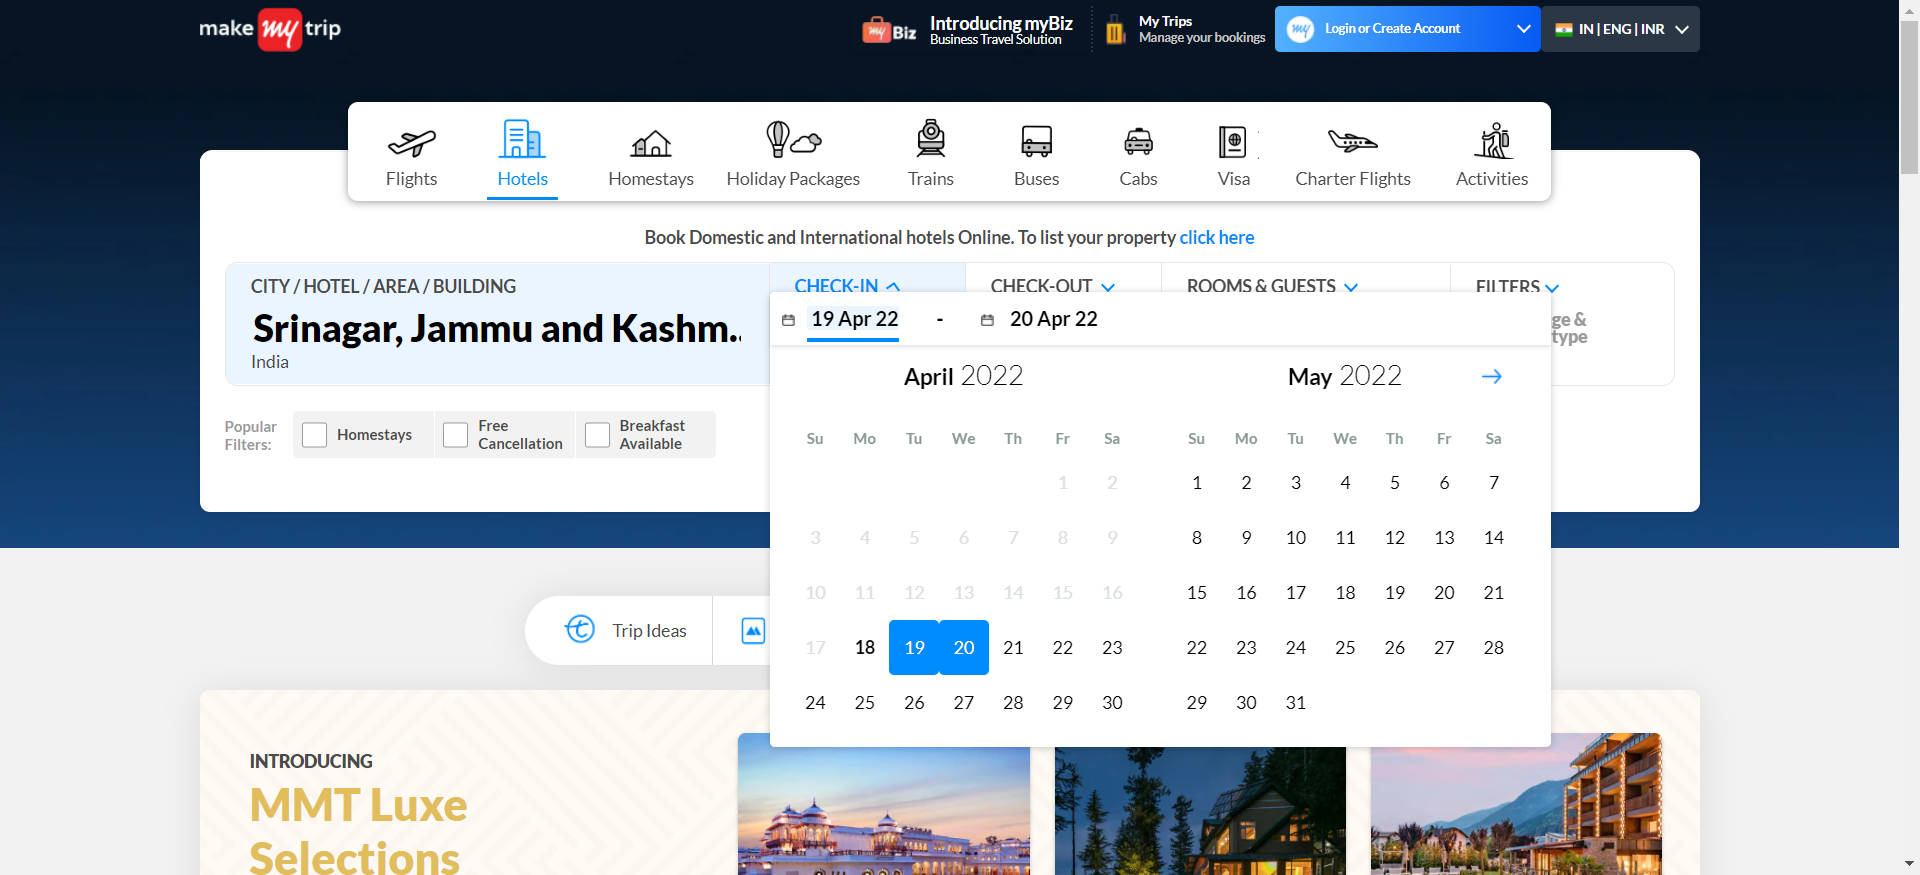 make my trip
my Biz
Introducing myBiz
Business Travel Solution
My Trips
Manage your bookings
my
Login or Create Account
IN | ENG | INR
Flights
Hotels
Homestays
Holiday Packages
Trains
Buses
Cabs
Visa
Charter Flights
Activities
Book Domestic and International hotels Online. To list your property click here
CITY / HOTEL / AREA / BUILDING
Srinagar, Jammu and Kashm..
India
CHECK-IN
CHECK-OUT
ROOMS & GUESTS
FILTERS
19 Apr 22 - 20 Apr 22
ge &
type
April 2022
Su Mo Tu We Th Fr Sa
1 2
3 4 5 6 7 8 9
10 11 12 13 14 15 16
17 18 19 20 21 22 23
24 25 26 27 28 29 30
May 2022
Su Mo Tu We Th Fr Sa
1 2 3 4 5 6 7
8 9 10 11 12 13 14
15 16 17 18 19 20 21
22 23 24 25 26 27 28
29 30 31
Popular
Filters:
Homestays
Free
Cancellation
Breakfast
Available
Trip Ideas
INTRODUCING
MMT Luxe
Selections